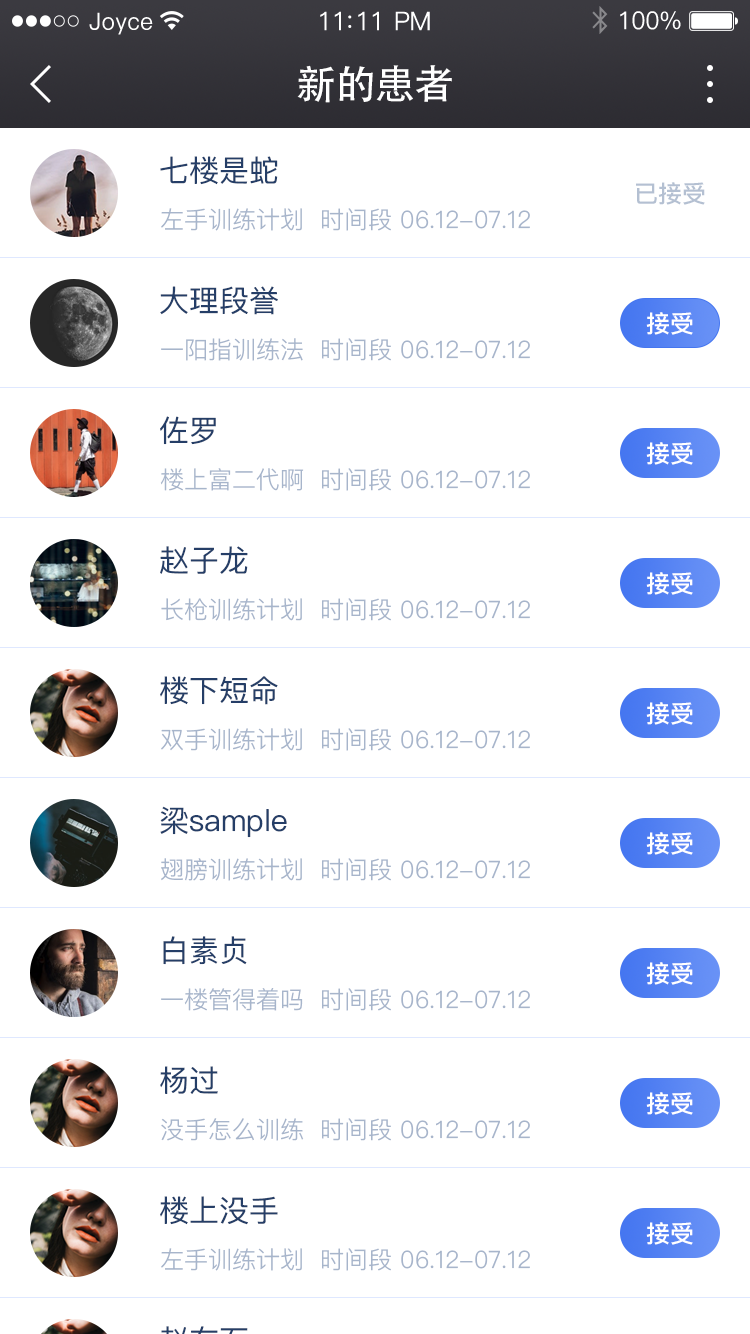 Joyce 11:11 PM 100%
新的患者
七楼是蛇
已接受
左手训练计划 时间段 06.12–07.12
大理段誉
接受
一阳指训练法 时间段 06.12–07.12
佐罗
接受
楼上富二代啊 时间段 06.12–07.12
赵子龙
接受
长枪训练计划 时间段 06.12–07.12
楼下短命
接受
双手训练计划 时间段 06.12–07.12
梁sample
接受
翅膀训练计划 时间段 06.12–07.12
白素贞
接受
一楼管得着吗 时间段 06.12–07.12
杨过
接受
没手怎么训练 时间段 06.12–07.12
楼上没手
接受
左手训练计划 时间段 06.12–07.12